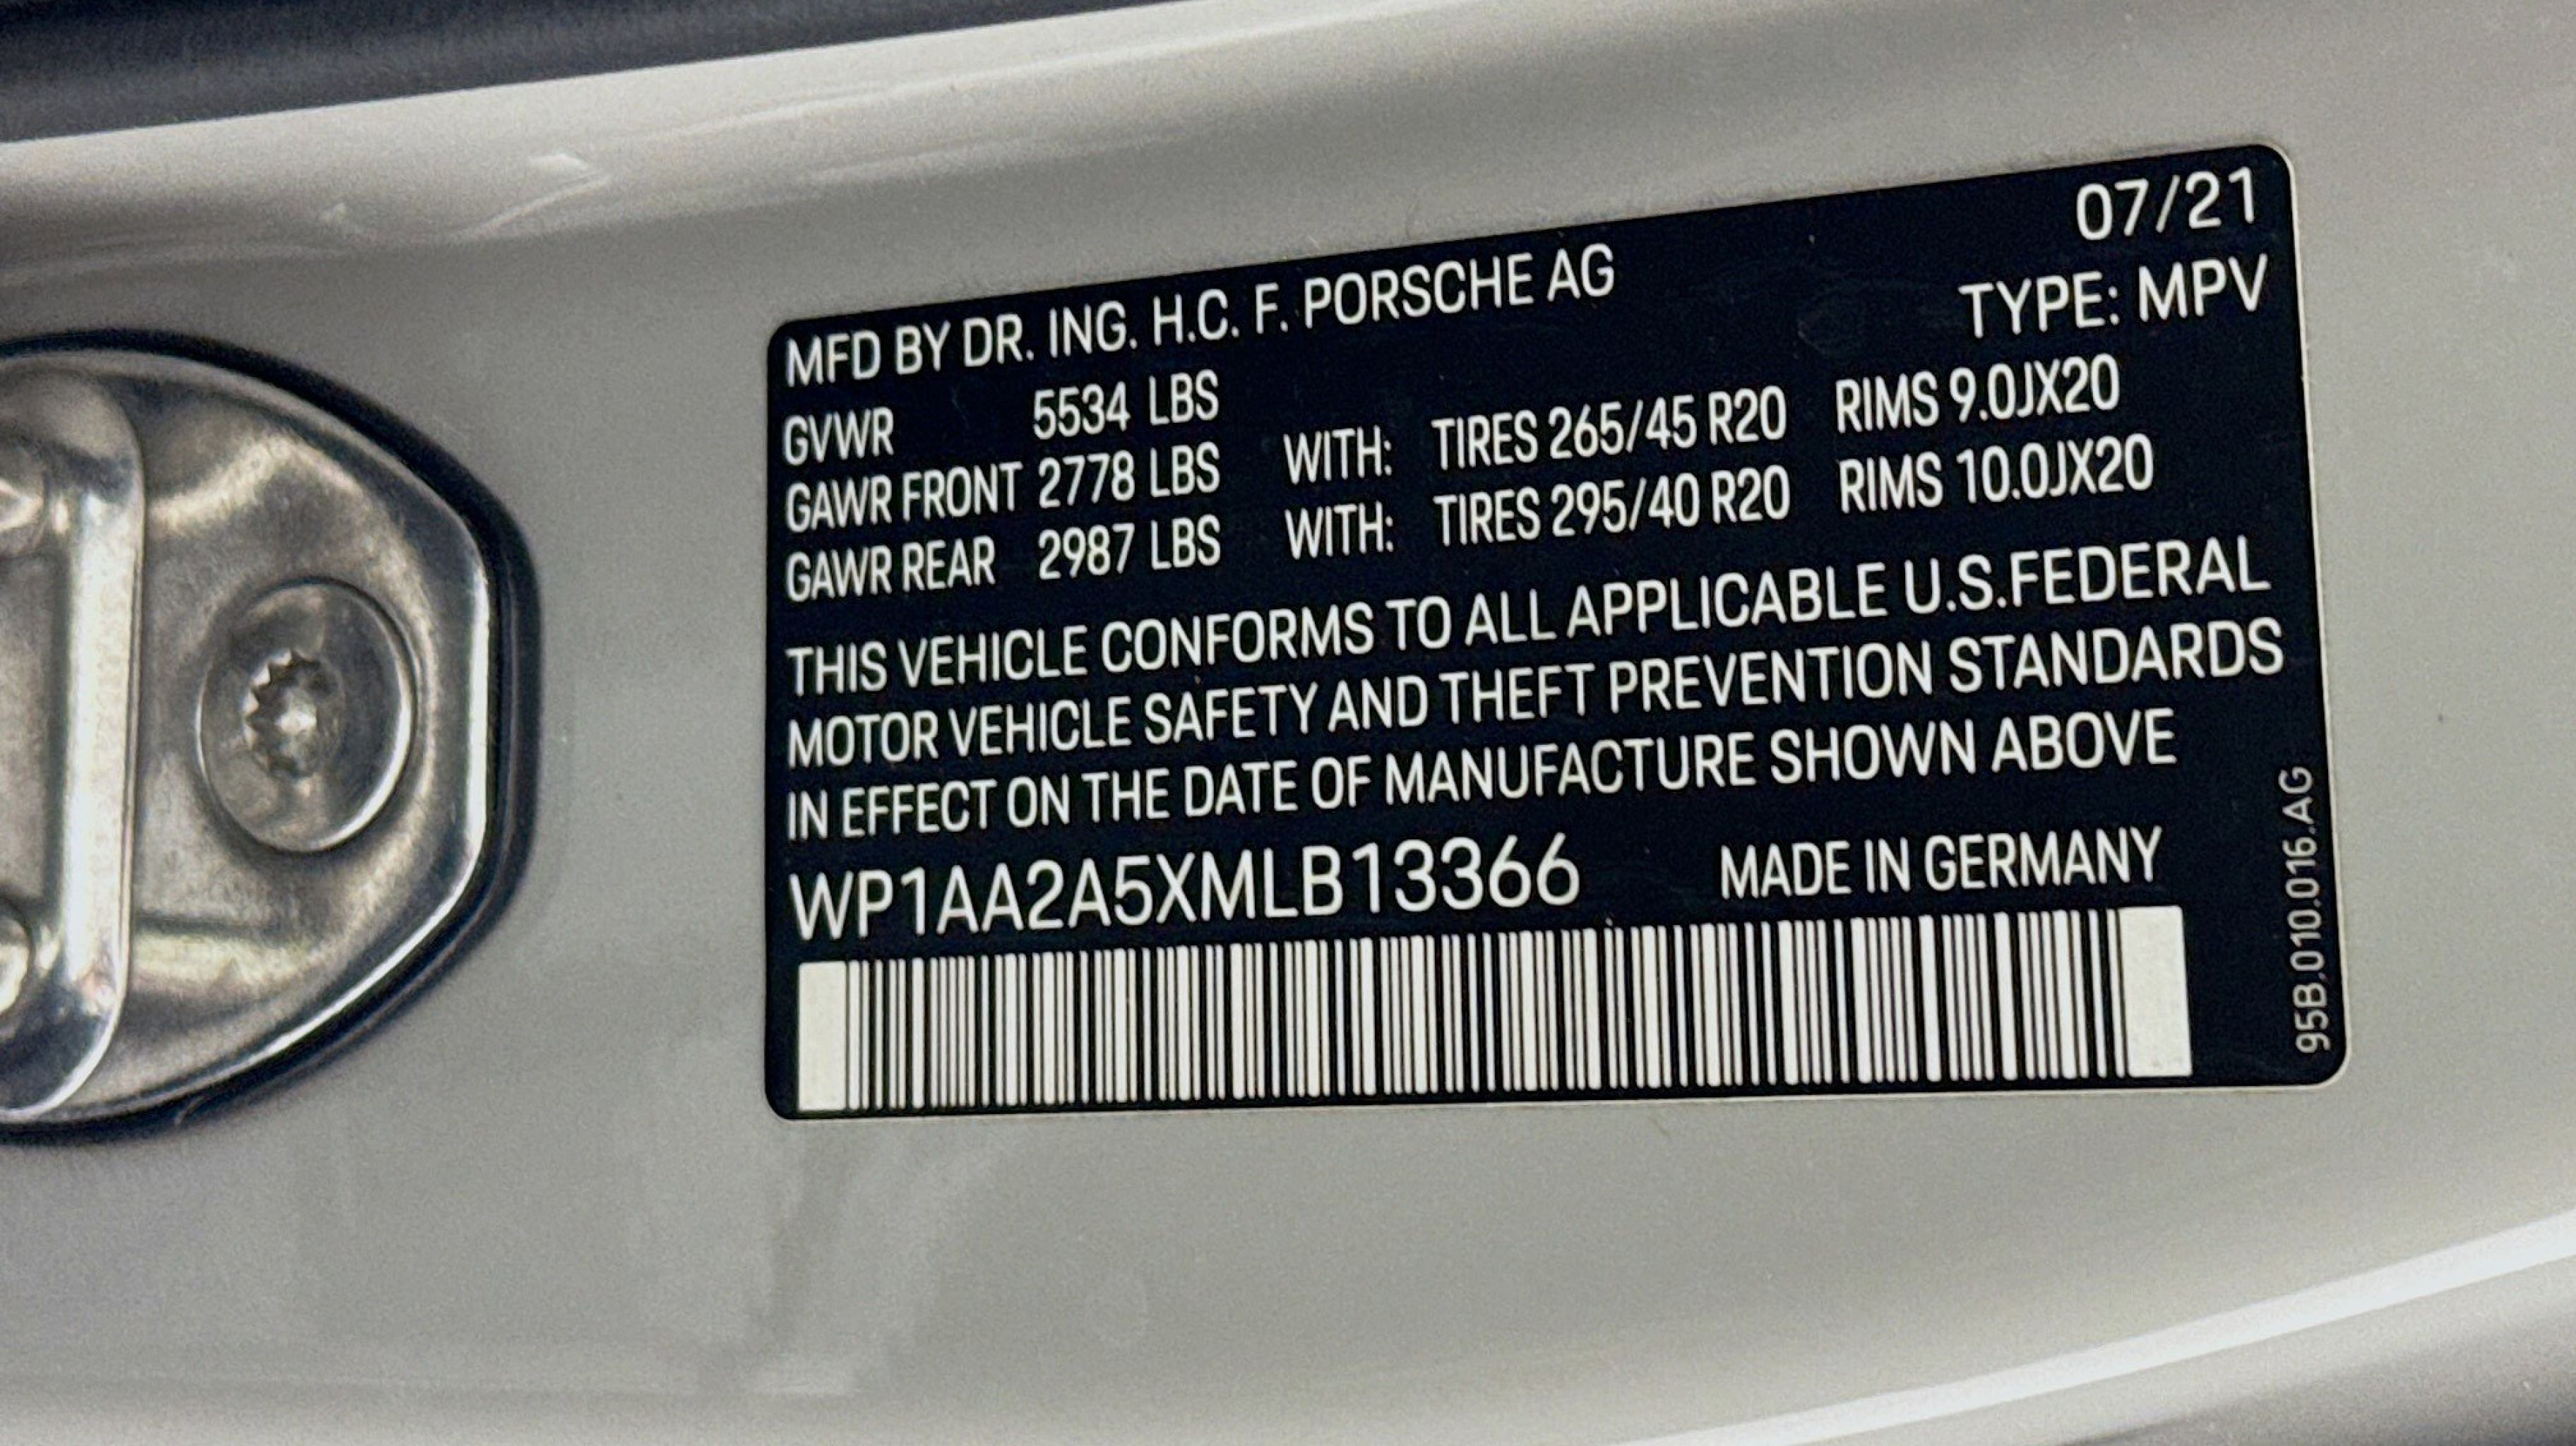 07/21
MFD BY DR. ING. H.C. F. PORSCHE AG
TYPE: MPV
GVWR 5534 LBS
GAWR FRONT 2778 LBS WITH: TIRES 265/45 R20 RIMS 9.0JX20
GAWR REAR 2987 LBS WITH: TIRES 295/40 R20 RIMS 10.0JX20
THIS VEHICLE CONFORMS TO ALL APPLICABLE U.S.FEDERAL
MOTOR VEHICLE SAFETY AND THEFT PREVENTION STANDARDS
IN EFFECT ON THE DATE OF MANUFACTURE SHOWN ABOVE
WP1AA2A5XMLB13366 MADE IN GERMANY
95B.010.016.AG